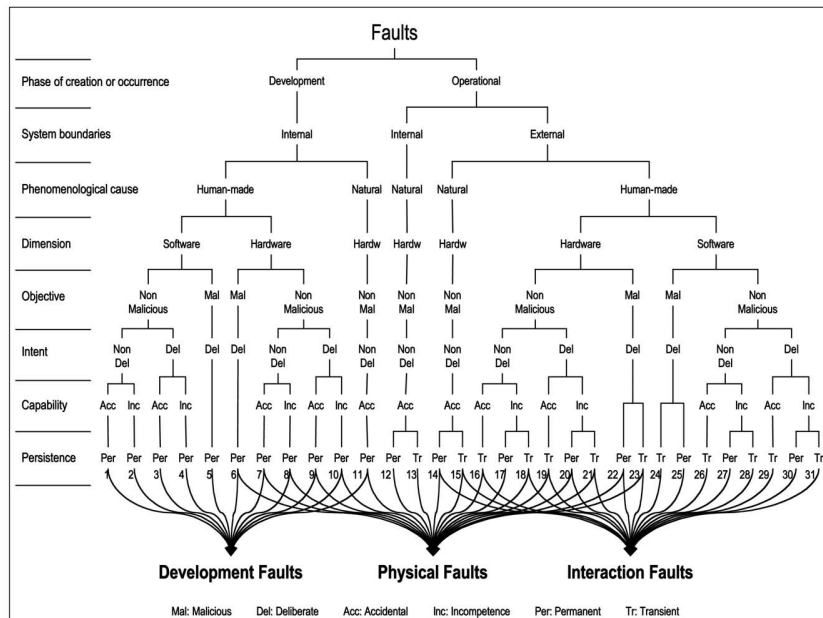 Faults
Phase of creation or occurrence Development Operational
System boundaries Internal Internal External
Phenomenological cause Human-made Natural Natural Natural Human-made
Dimension Software Hardware Hardw Hardw Hardw Hardware Software
Objective Non Mal Mal Non Non Non Non Non Mal Mal Non
Malicious Malicious Mal Mal Mal Malicious Malicious
Intent Non Del Del Del Non Del Non Non Non Non Del Del Del Non Del
Del Del Del Del Del Del Del
Capability Acc Inc Acc Inc Acc Inc Acc Inc Acc Acc Acc Inc Acc Inc Acc Inc Acc Inc
Persistence Per Per Per Per Per Per Per Per Per Per Per Per Tr Per Tr Tr Per Tr Tr Per Tr Per Tr Tr Per Tr Per Tr Tr Per Tr
1 2 3 4 5 6 7 8 9 10 11 12 13 14 15 16 17 18 19 20 21 22 23 24 25 26 27 28 29 30 31
Development Faults Physical Faults Interaction Faults
Mal: Malicious Del: Deliberate Acc: Accidental Inc: Incompetence Per: Permanent Tr: Transient